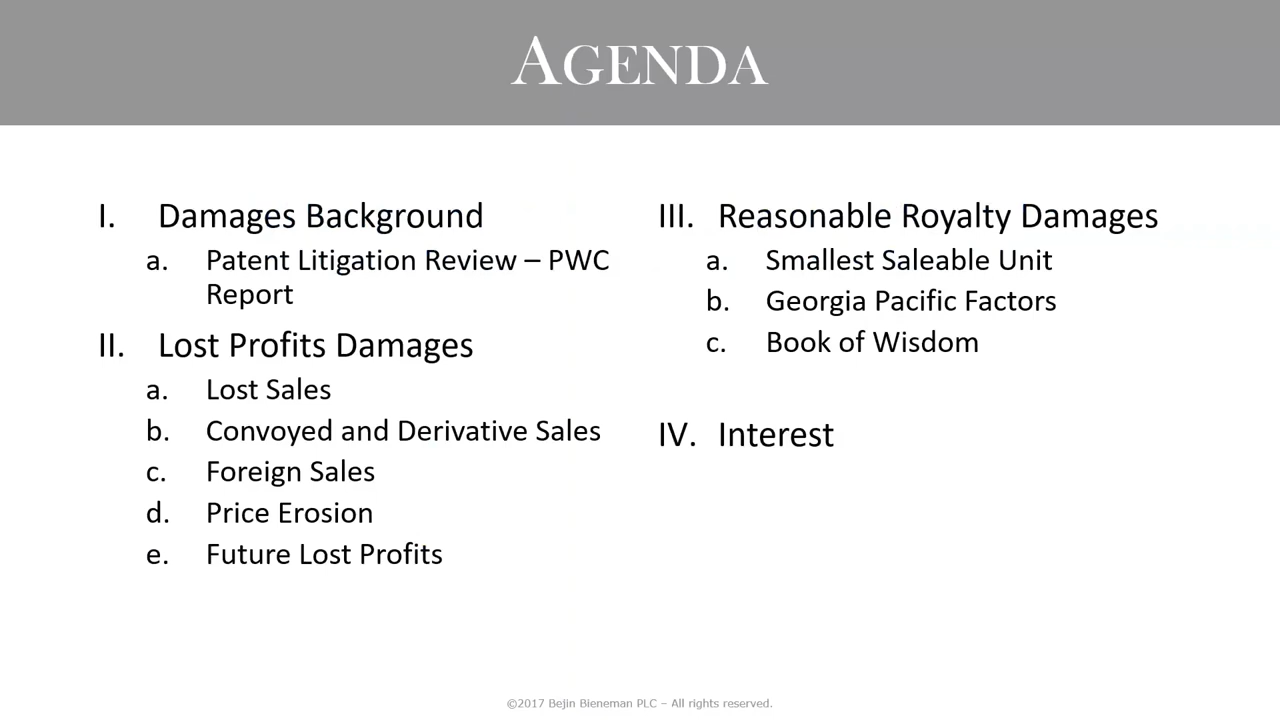 AGENDA
I. Damages Background
a. Patent Litigation Review – PWC
Report
II. Lost Profits Damages
a. Lost Sales
b. Convoyed and Derivative Sales
c. Foreign Sales
d. Price Erosion
e. Future Lost Profits
III. Reasonable Royalty Damages
a. Smallest Saleable Unit
b. Georgia Pacific Factors
c. Book of Wisdom
IV. Interest
©2017 Bejin Bieneman PLC – All rights reserved.